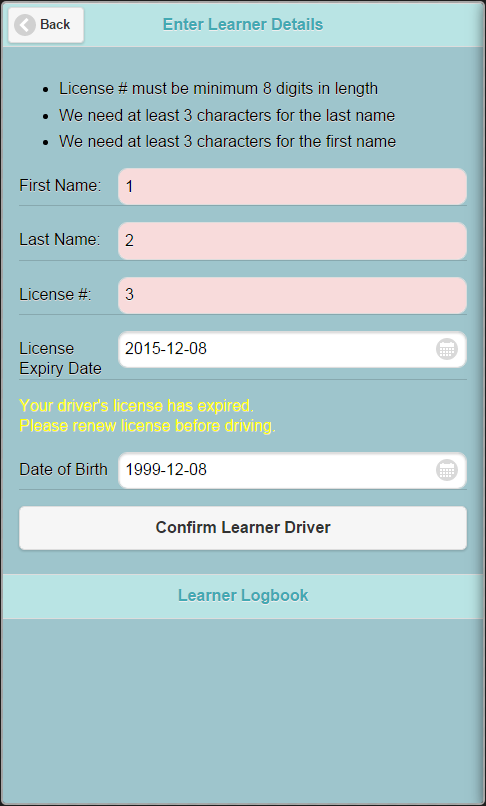 Back
Enter Learner Details
License # must be minimum 8 digits in length
We need at least 3 characters for the last name
We need at least 3 characters for the first name
First Name: 1
Last Name: 2
License #: 3
License 2015-12-08
Expiry Date
Your driver's license has expired.
Please renew license before driving.
Date of Birth 1999-12-08
Confirm Learner Driver
Learner Logbook